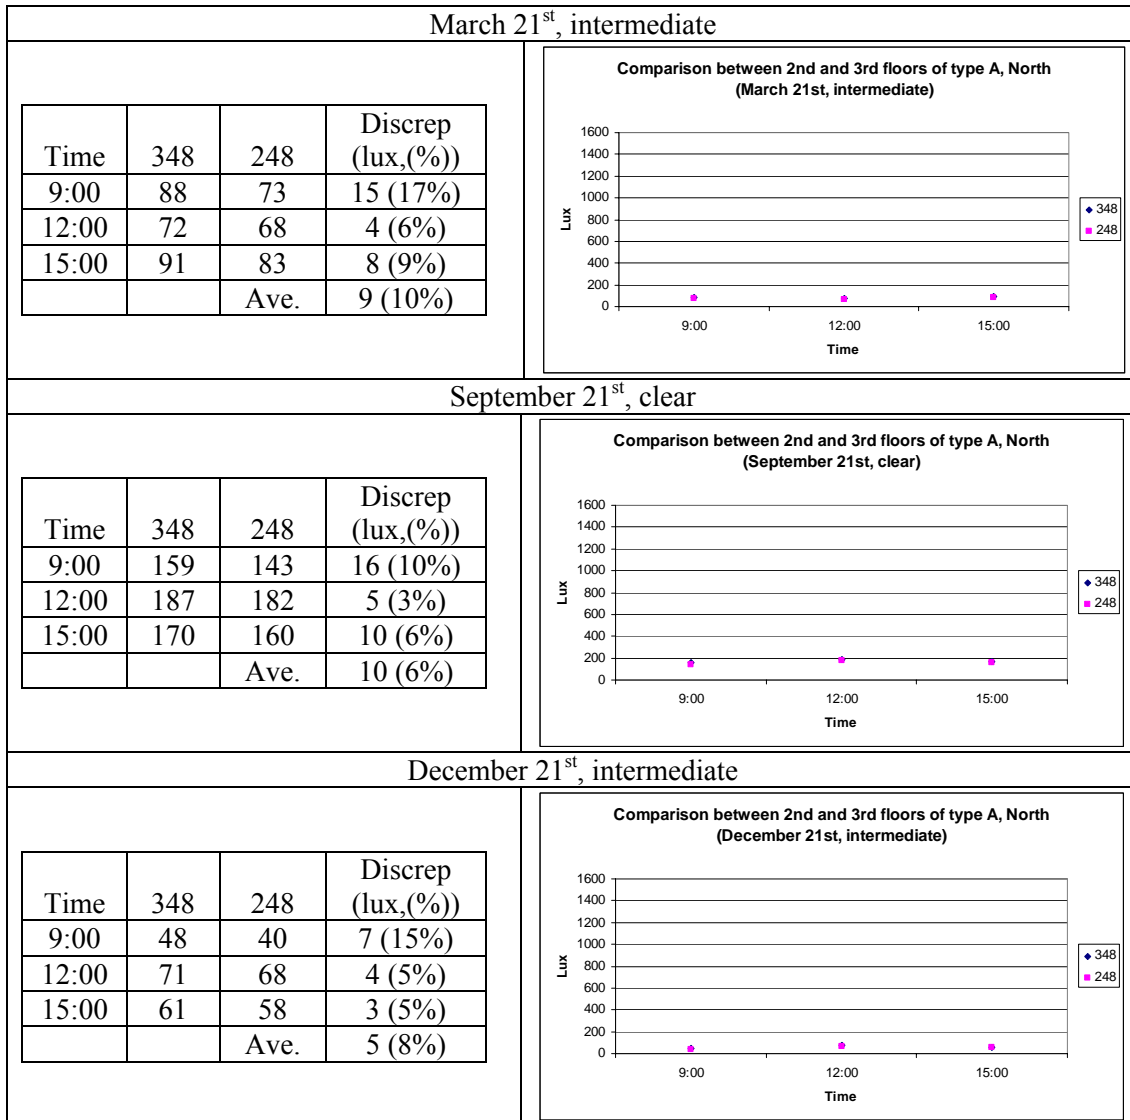 March 21st, intermediate
Time 348 248 Discrep (lux,(%))
9:00 88 73 15 (17%)
12:00 72 68 4 (6%)
15:00 91 83 8 (9%)
Ave. 9 (10%)
Comparison between 2nd and 3rd floors of type A, North
(March 21st, intermediate)
1600
1400
1200
1000
800
600
400
200
0
Lux
9:00 12:00 15:00
Time
348
248
September 21st, clear
Time 348 248 Discrep (lux,(%))
9:00 159 143 16 (10%)
12:00 187 182 5 (3%)
15:00 170 160 10 (6%)
Ave. 10 (6%)
Comparison between 2nd and 3rd floors of type A, North
(September 21st, clear)
1600
1400
1200
1000
800
600
400
200
0
Lux
9:00 12:00 15:00
Time
348
248
December 21st, intermediate
Time 348 248 Discrep (lux,(%))
9:00 48 40 7 (15%)
12:00 71 68 4 (5%)
15:00 61 58 3 (5%)
Ave. 5 (8%)
Comparison between 2nd and 3rd floors of type A, North
(December 21st, intermediate)
1600
1400
1200
1000
800
600
400
200
0
Lux
9:00 12:00 15:00
Time
348
248